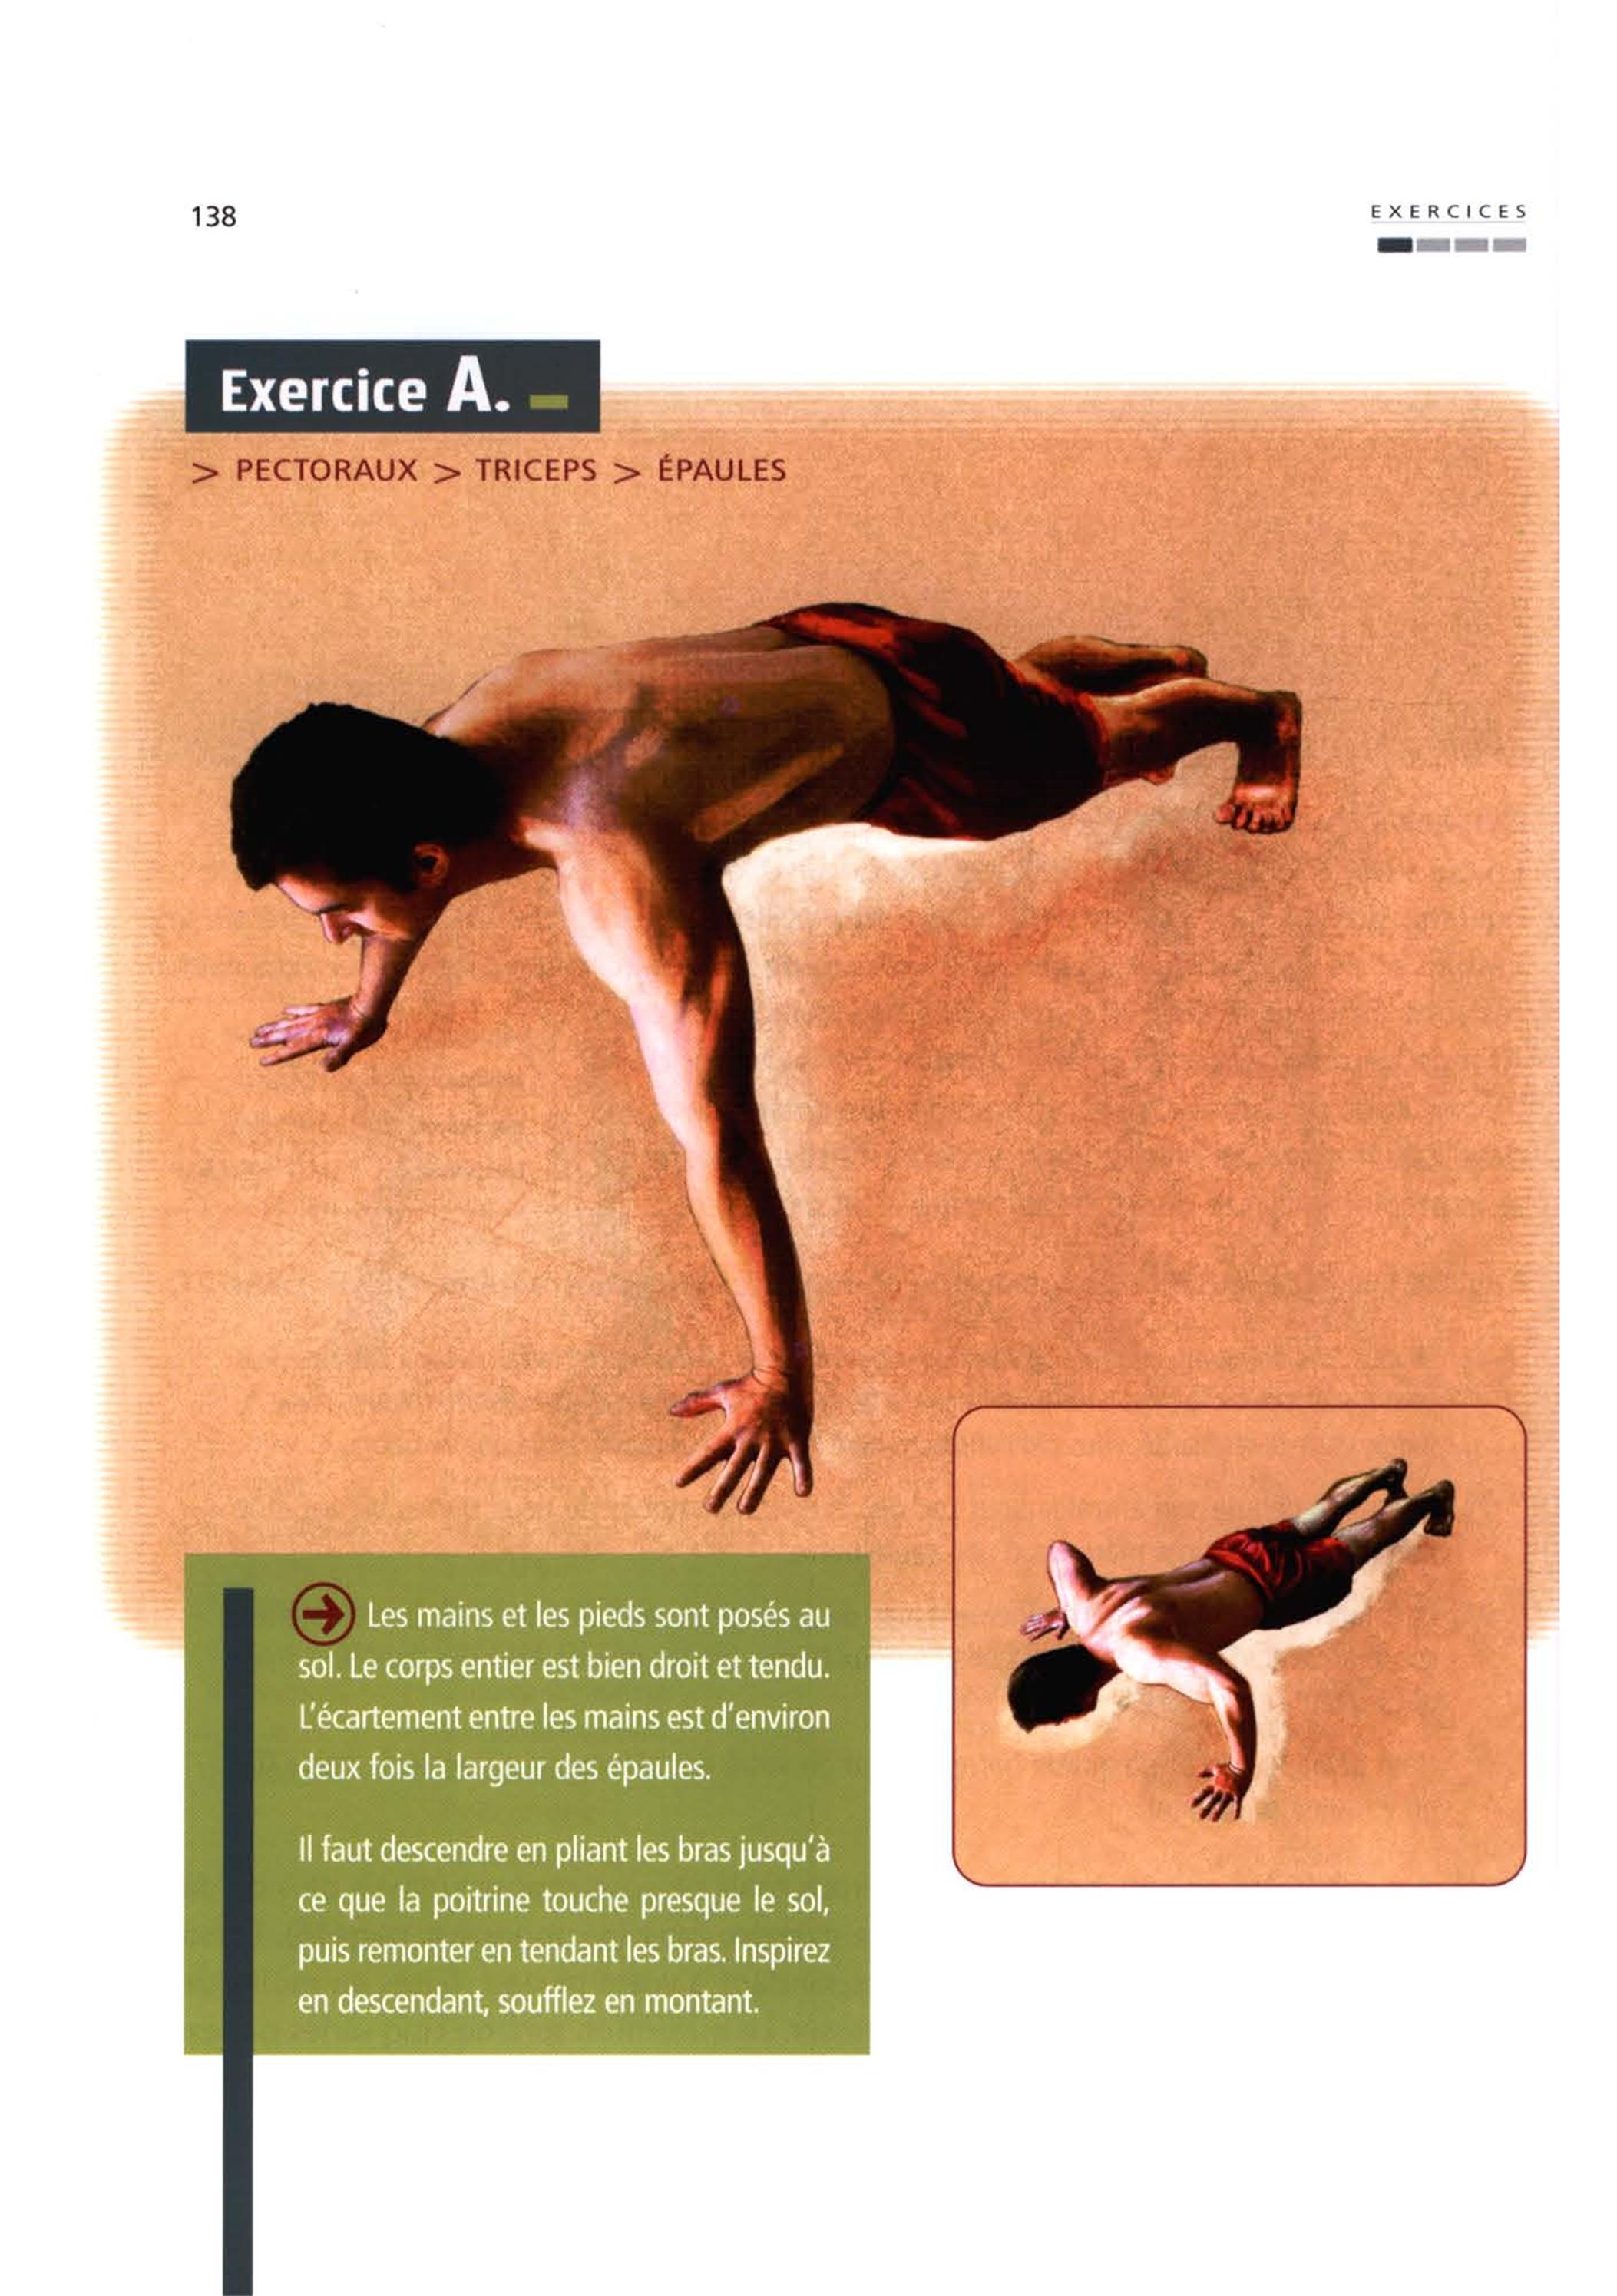 138
EXERCICES
Exercice A.
> PECTORAUX > TRICEPS > ÉPAULES
Les mains et les pieds sont posés au
sol. Le corps entier est bien droit et tendu.
L'écartement entre les mains est d'environ
deux fois la largeur des épaules.
Il faut descendre en pliant les bras jusqu'à
ce que la poitrine touche presque le sol,
puis remonter en tendant les bras. Inspirez
en descendant, soufflez en montant.